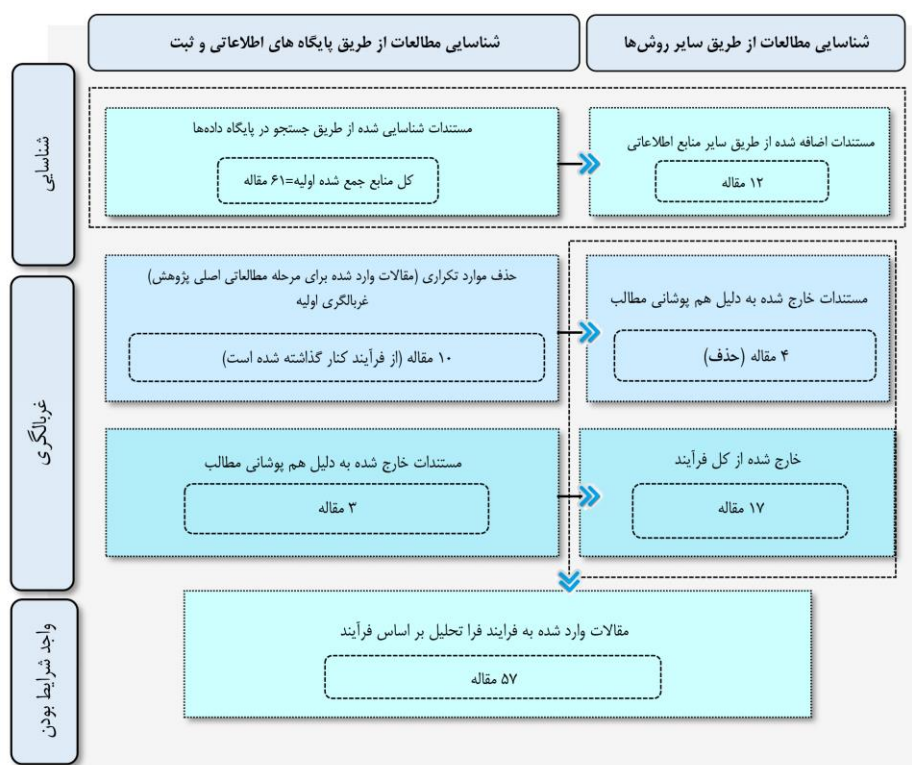 شناسایی مطالعات از طریق سایر روش‌ها
شناسایی مطالعات از طریق پایگاه های اطلاعاتی و ثبت
شناسایی
مستندات اضافه شده از طریق سایر منابع اطلاعاتی
۱۲ مقاله
مستندات شناسایی شده از طریق جستجو در پایگاه داده‌ها
کل منابع جمع شده اولیه=۶۱ مقاله
غربالگری
مستندات خارج شده به دلیل هم پوشانی مطالب
۴ مقاله (حذف)
حذف موارد تکراری (مقالات وارد شده برای مرحله مطالعاتی اصلی پژوهش)
غربالگری اولیه
۱۰ مقاله (از فرآیند کنار گذاشته شده است)
خارج شده از کل فرآیند
۱۷ مقاله
مستندات خارج شده به دلیل هم پوشانی مطالب
۳ مقاله
واجد شرایط بودن
مقالات وارد شده به فرایند فرا تحلیل بر اساس فرآیند
۵۷ مقاله